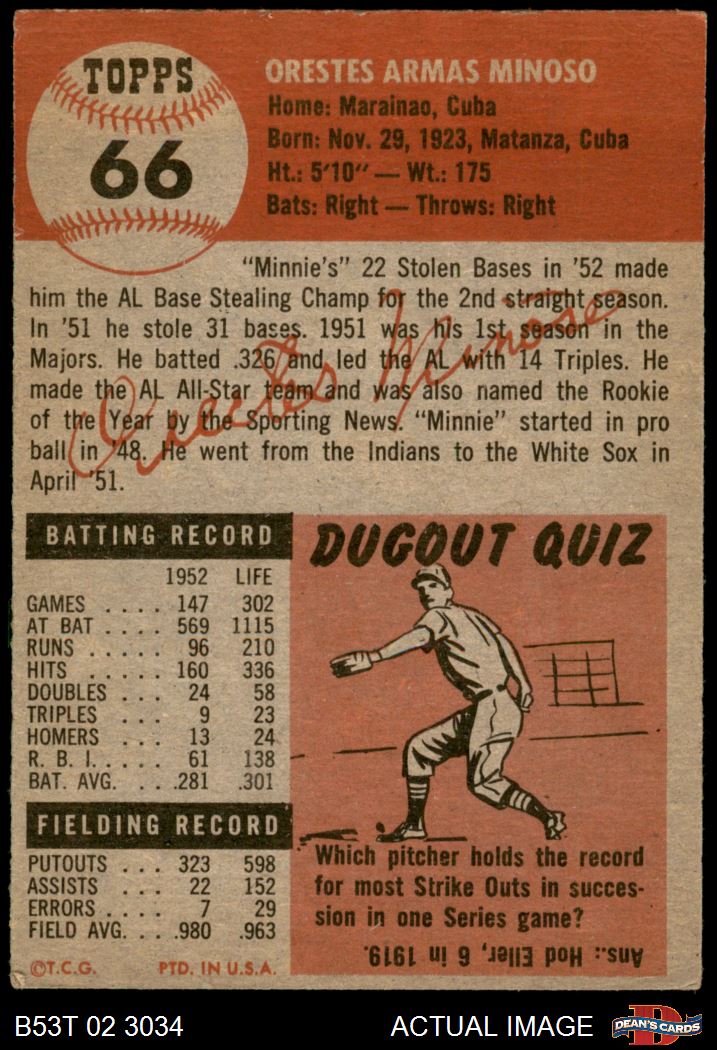 TOPPS
66
ORESTES ARMAS MINOSO
Home: Marainao, Cuba
Born: Nov. 29, 1923, Matanza, Cuba
Ht.: 5'10" — Wt.: 175
Bats: Right — Throws: Right
"Minnie's" 22 Stolen Bases in '52 made
him the AL Base Stealing Champ for the 2nd straight season.
In '51 he stole 31 bases. 1951 was his 1st season in the
Majors. He batted .326 and led the AL with 14 Triples. He
made the AL All-Star team and was also named the Rookie
of the Year by the Sporting News. "Minnie" started in pro
ball in '48. He went from the Indians to the White Sox in
April '51.
Orestes Minoso
BATTING RECORD
1952 LIFE
GAMES .... 147 302
AT BAT .... 569 1115
RUNS ..... 96 210
HITS ..... 160 336
DOUBLES ... 24 58
TRIPLES ... 9 23
HOMERS ... 13 24
R. B. I. .... 61 138
BAT. AVG. ... .281 .301
FIELDING RECORD
PUTOUTS ... 323 598
ASSISTS ... 22 152
ERRORS ... 7 29
FIELD AVG. ... .980 .963
©T.C.G. PTD. IN U.S.A.
DUGOUT QUIZ
Which pitcher holds the record
for most Strike Outs in succes-
sion in one Series game?
Ans.: Hod Eller, 6 in 1919.
B53T 02 3034 ACTUAL IMAGE
D
DEAN'S CARDS